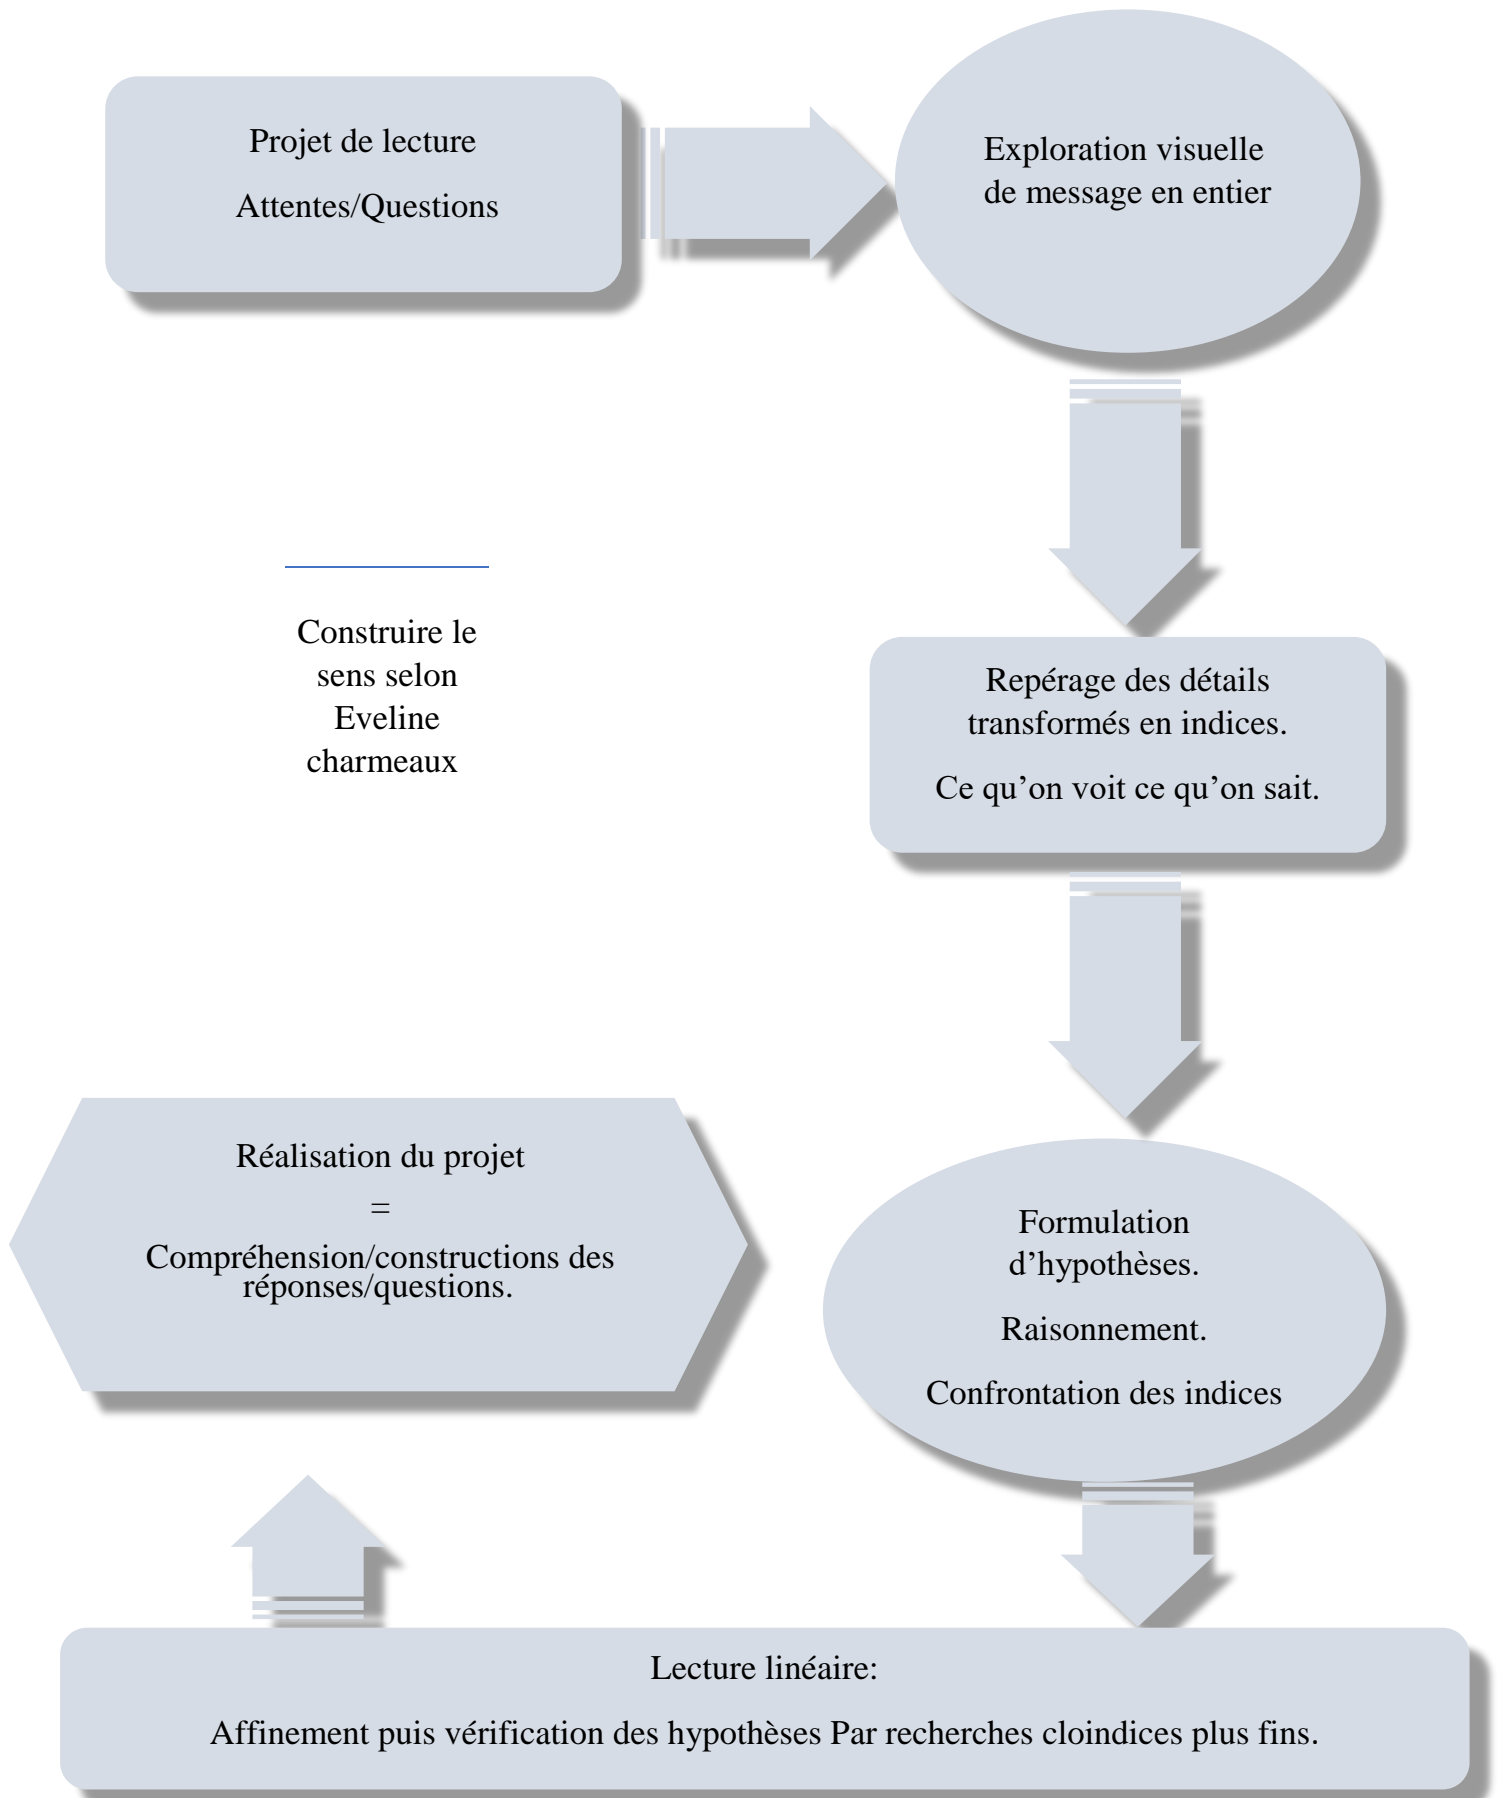 Projet de lecture
Attentes/Questions
Exploration visuelle
de message en entier
Construire le
sens selon
Eveline
charmeaux
Repérage des détails
transformés en indices.
Ce qu’on voit ce qu’on sait.
Formulation
d’hypothèses.
Raisonnement.
Confrontation des indices
Réalisation du projet
=
Compréhension/constructions des
réponses/questions.
Lecture linéaire:
Affinement puis vérification des hypothèses Par recherches cloindices plus fins.